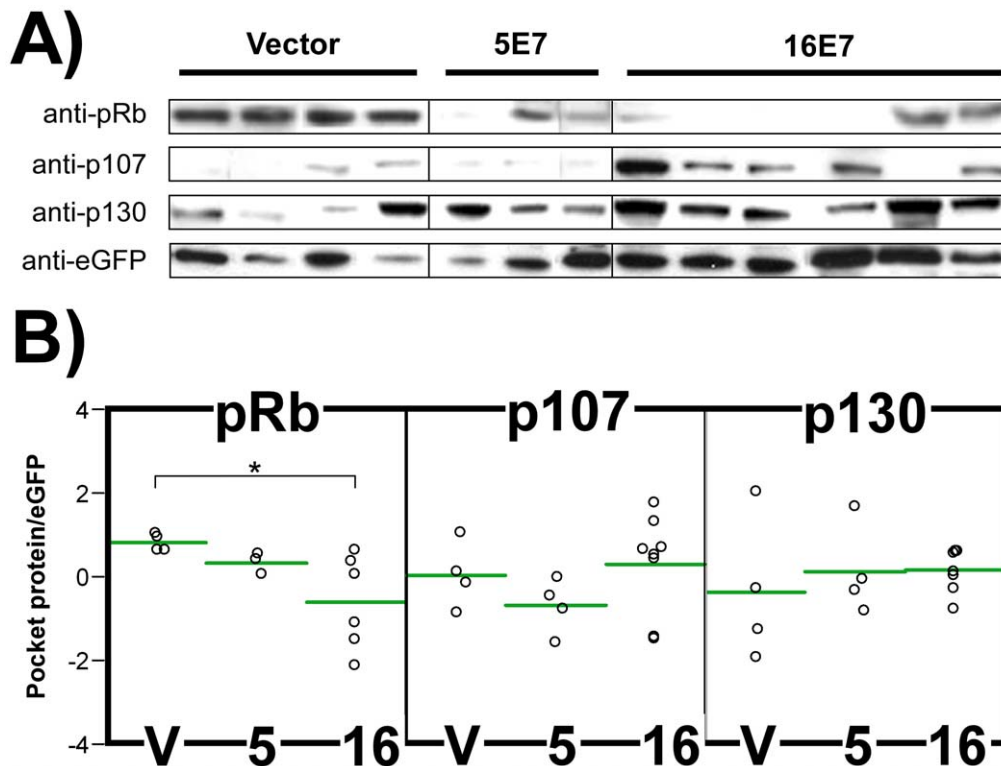 A)
Vector 5E7 16E7
anti-pRb
anti-p107
anti-p130
anti-eGFP
B)
pRb p107 p130
Pocket protein/eGFP
4
2
0
-2
-4
*
V 5 16 V 5 16 V 5 16